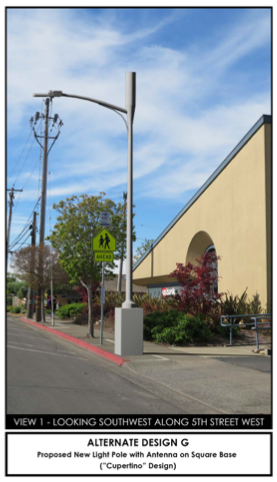 AHEAD
VIEW 1 - LOOKING SOUTHWEST ALONG 5TH STREET WEST
ALTERNATE DESIGN G
Proposed New Light Pole with Antenna on Square Base
("Cupertino" Design)